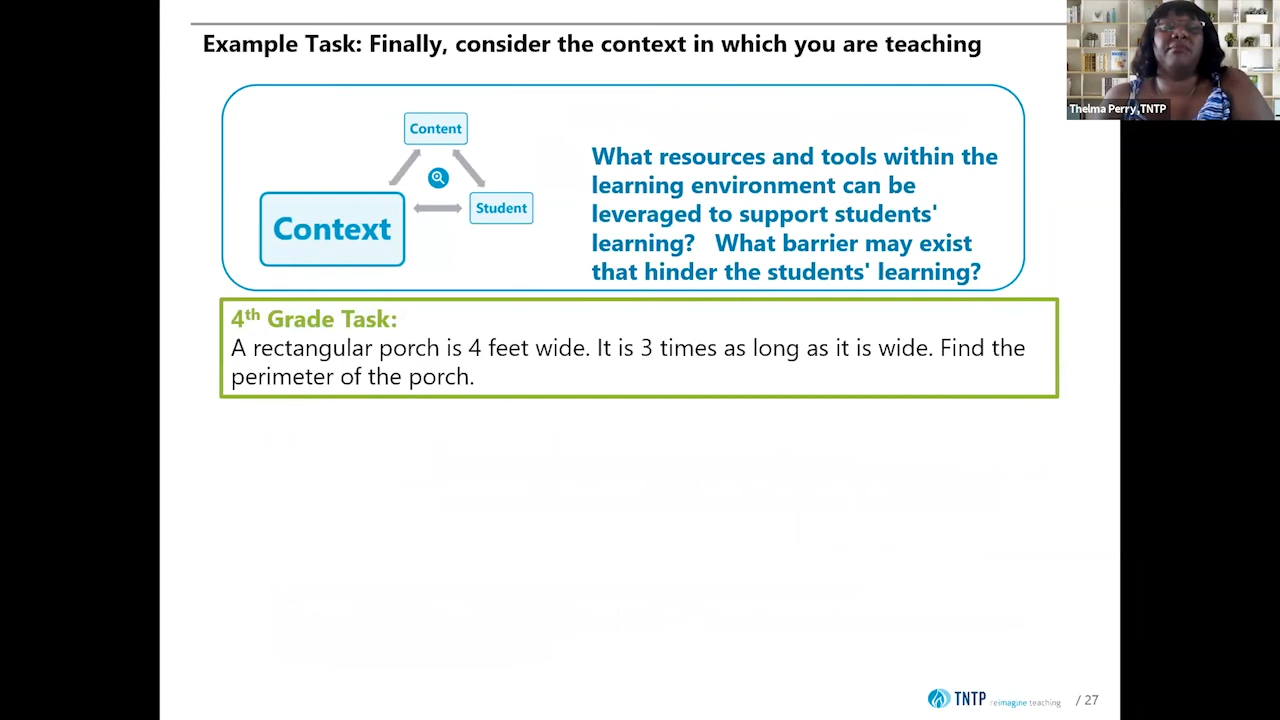 Example Task: Finally, consider the context in which you are teaching
Thelma Perry,TNTP
Content
Context
Student
What resources and tools within the
learning environment can be
leveraged to support students'
learning?   What barrier may exist
that hinder the students' learning?
4th Grade Task:
A rectangular porch is 4 feet wide. It is 3 times as long as it is wide. Find the
perimeter of the porch.
TNTP reimagine teaching
/ 27